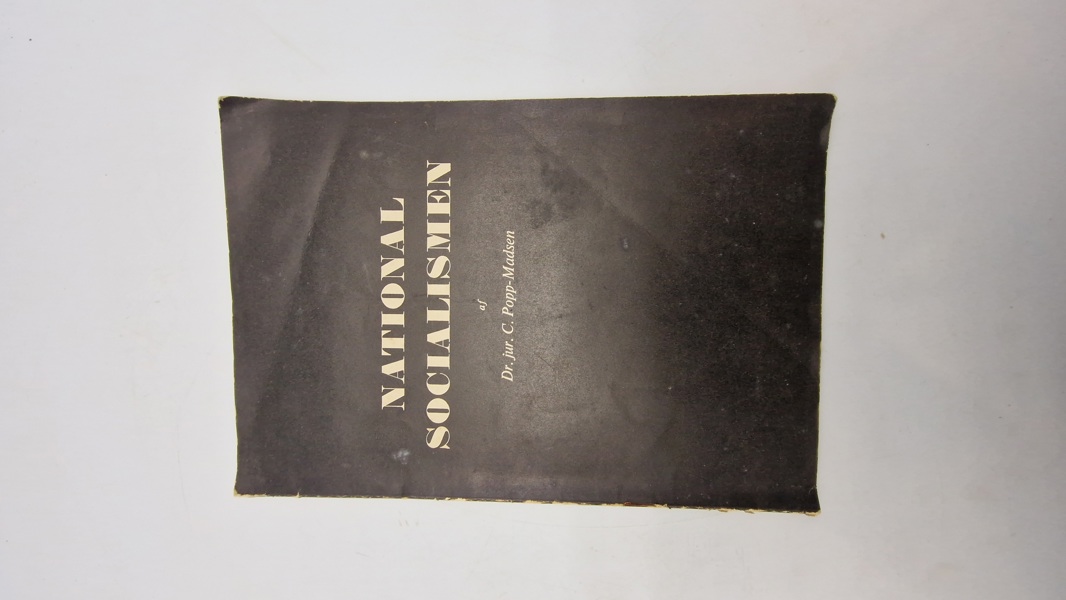 NATIONAL
SOCIALISMEN
af
Dr. jur. C. Popp-Madsen